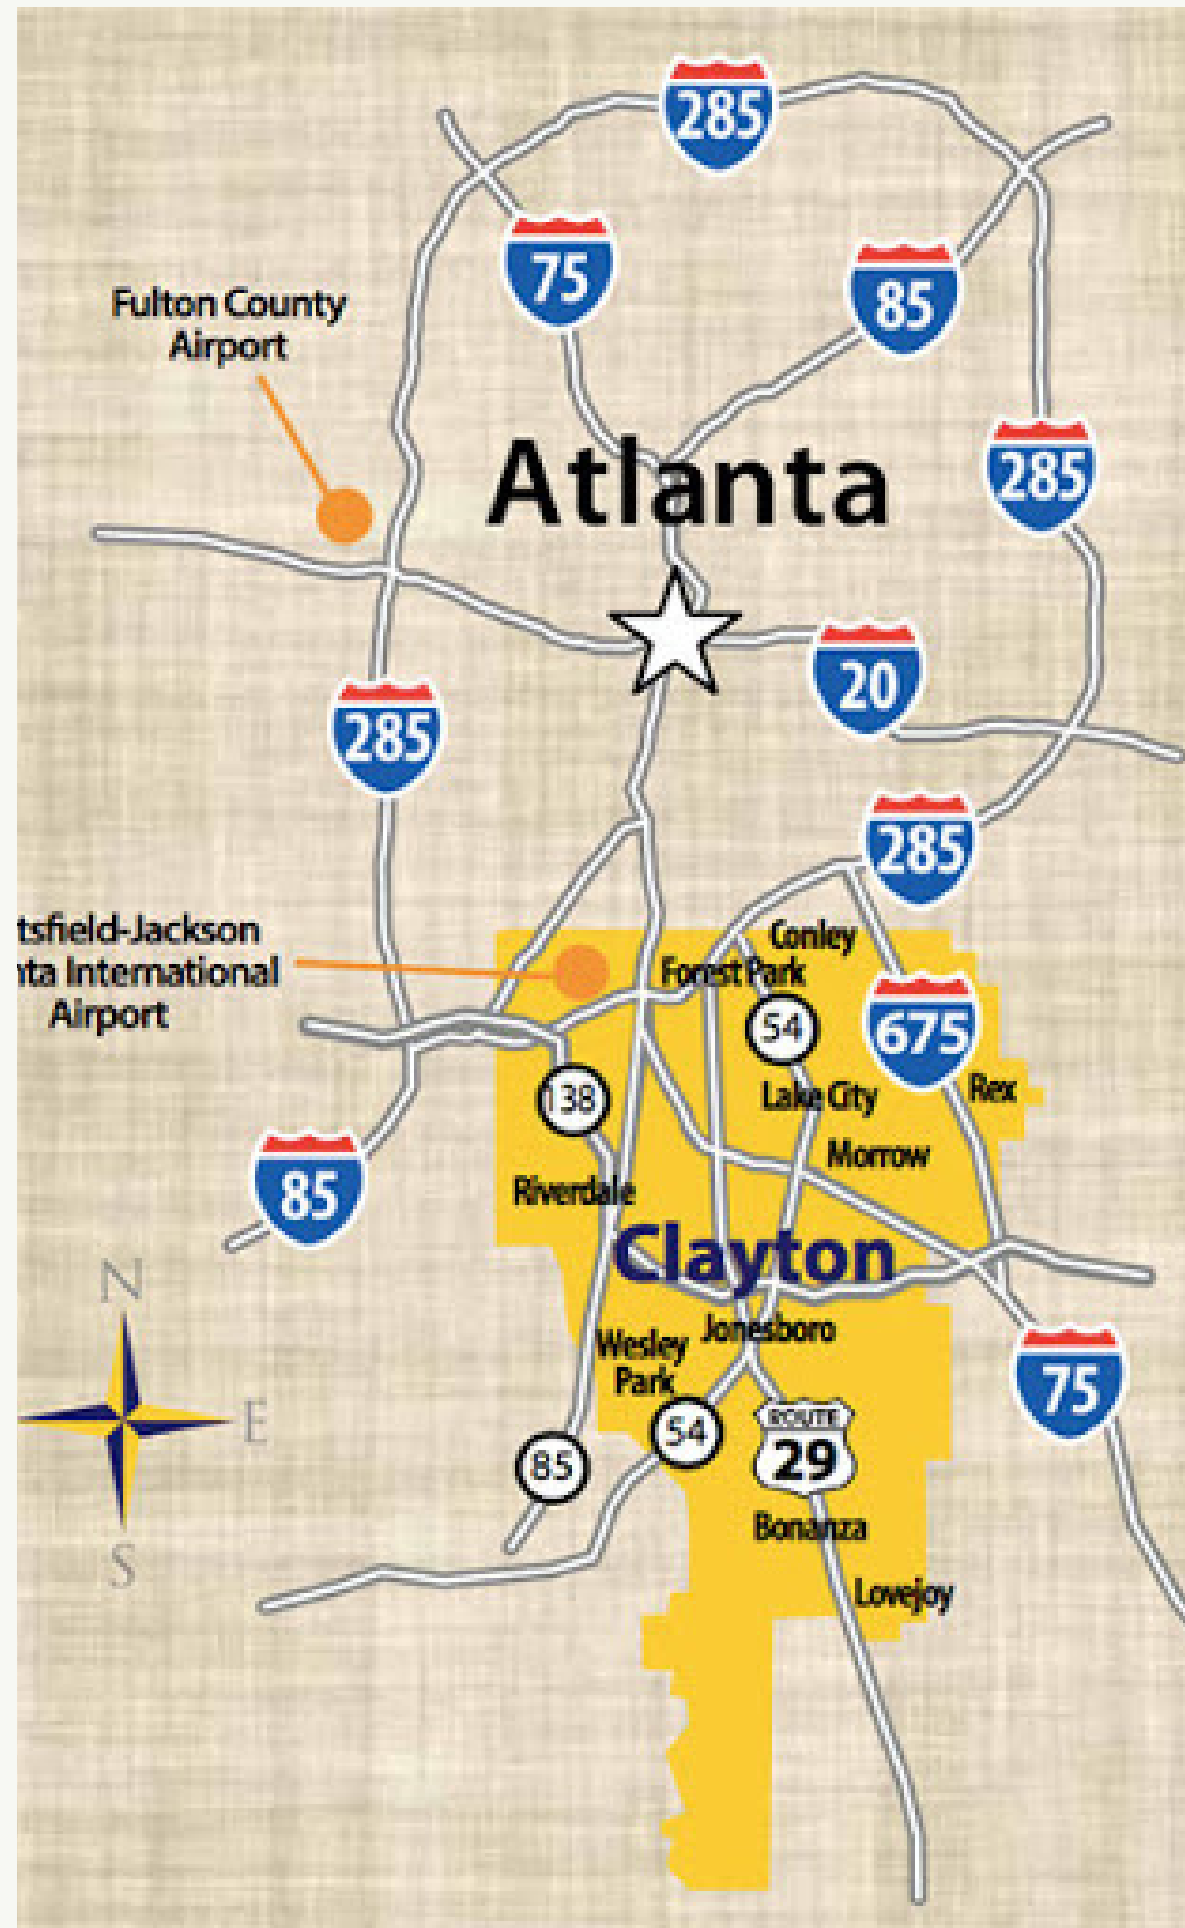 285
75
85
Fulton County
Airport
Atlanta
285
20
285
285
tsfield-Jackson
nta International
Airport
Conley
Forest Park
54
675
138
Lake City
Rex
Morrow
Riverdale
85
Clayton
N
Jonesboro
Wesley
Park
75
E
54
ROUTE
29
85
Bonanza
S
Lovejoy